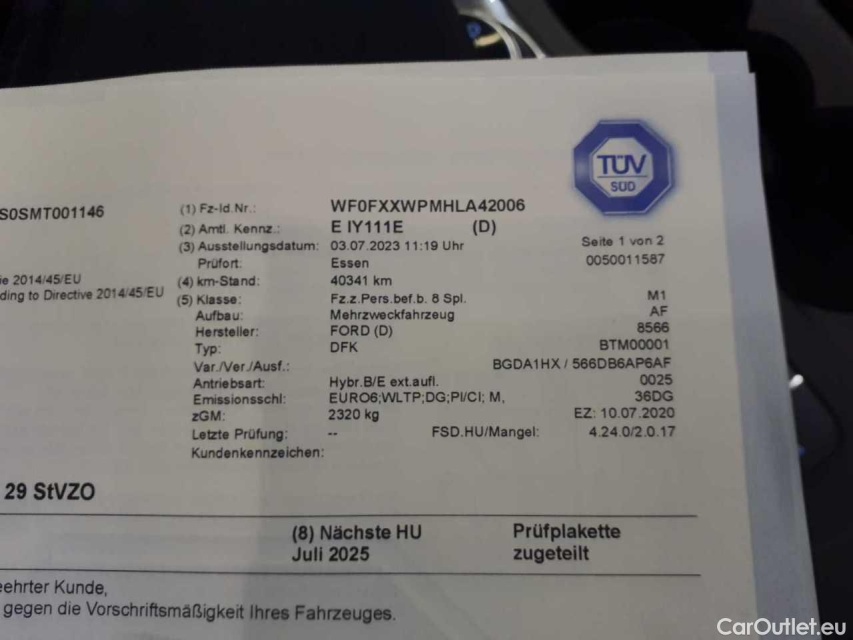 TÜV
SÜD
S0SMT001146
(1) Fz-Id.Nr.: WF0FXXWPMHLA42006
(2) Amtl. Kennz.: E IY111E (D)
(3) Ausstellungsdatum: 03.07.2023 11:19 Uhr Seite 1 von 2
Prüfort: Essen 0050011587
ie 2014/45/EU
(4) km-Stand: 40341 km
ding to Directive 2014/45/EU
(5) Klasse: Fz.z.Pers.bef.b. 8 Spl. M1
Aufbau: Mehrzweckfahrzeug AF
Hersteller: FORD (D) 8566
Typ: DFK BTM00001
Var./Ver./Ausf.: BGDA1HX / 566DB6AP6AF
Antriebsart: Hybr.B/E ext.aufl. 0025
Emissionsschl: EURO6;WLTP;DG;PI/CI; M, 36DG
zGM: 2320 kg EZ: 10.07.2020
Letzte Prüfung: -- FSD.HU/Mangel: 4.24.0/2.0.17
Kundenkennzeichen:
29 StVZO
(8) Nächste HU Prüfplakette
Juli 2025 zugeteilt
eehrter Kunde,
gegen die Vorschriftsmäßigkeit Ihres Fahrzeuges.
CarOutlet.eu